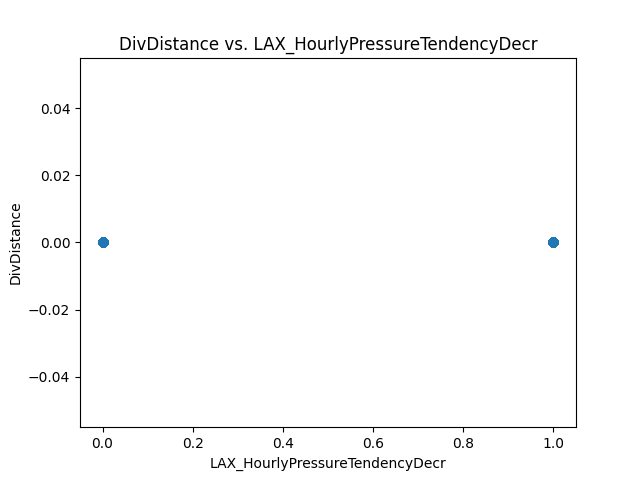 DivDistance vs. LAX_HourlyPressureTendencyDecr
0.04
0.02
0.00
−0.02
−0.04
DivDistance
0.0 0.2 0.4 0.6 0.8 1.0
LAX_HourlyPressureTendencyDecr